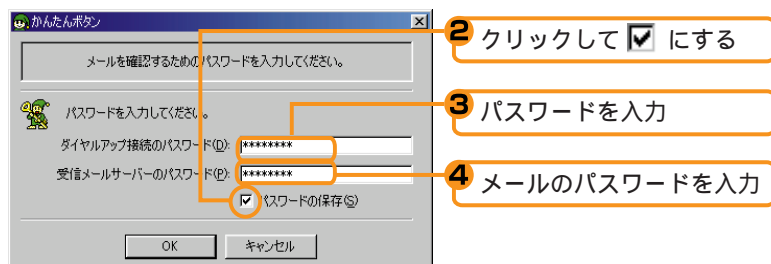 かんたんボタン
メールを確認するためのパスワードを入力してください。
パスワードを入力してください。
ダイヤルアップ接続のパスワード(D): ********
受信メールサーバーのパスワード(P): ********
パスワードの保存(S)
OK キャンセル
2 クリックして にする
3 パスワードを入力
4 メールのパスワードを入力